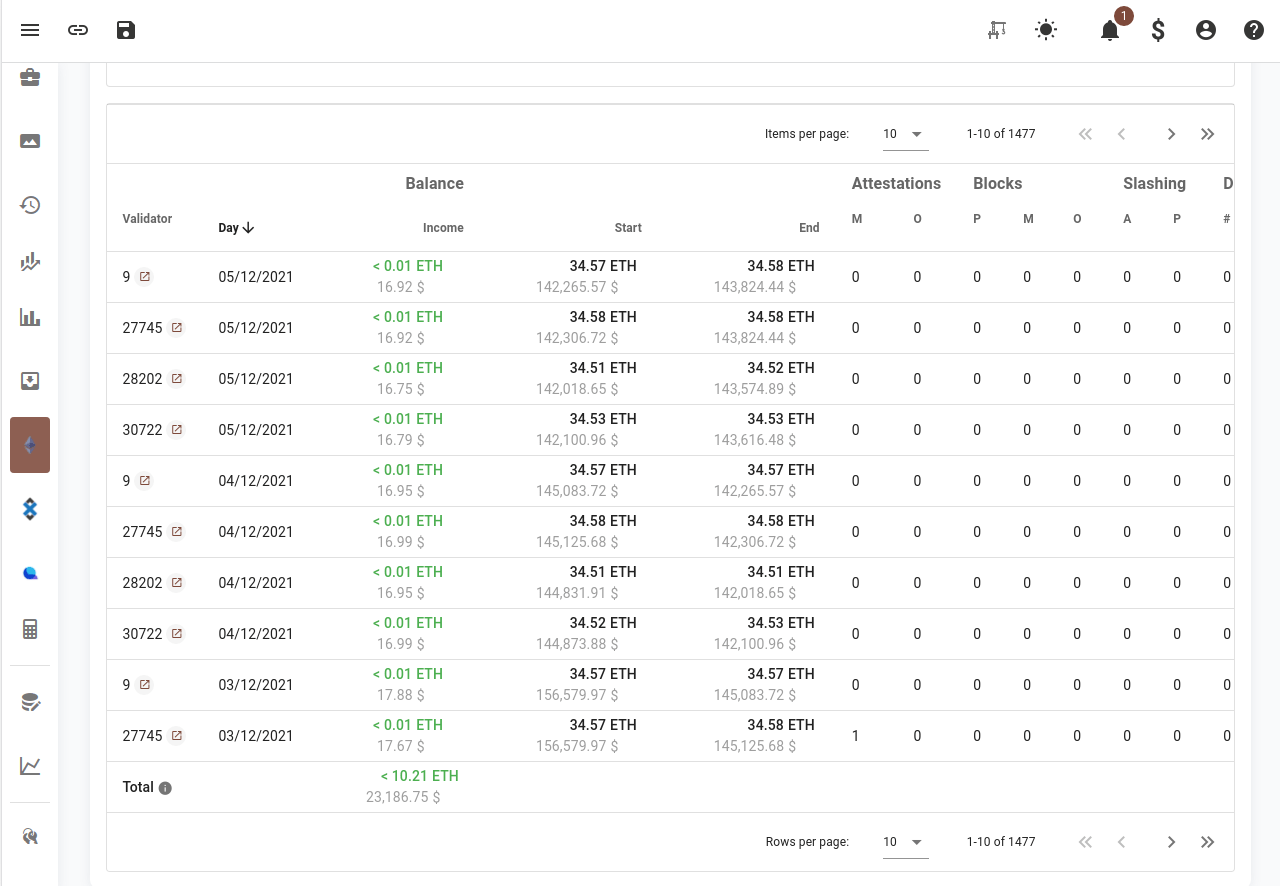 1
Items per page: 10 1-10 of 1477
Balance Attestations Blocks Slashing D
Validator Day Income Start End M O P M O A P #
9 05/12/2021 < 0.01 ETH 34.57 ETH 34.58 ETH 0 0 0 0 0 0 0 0
16.92 $ 142,265.57 $ 143,824.44 $
27745 05/12/2021 < 0.01 ETH 34.58 ETH 34.58 ETH 0 0 0 0 0 0 0 0
16.92 $ 142,306.72 $ 143,824.44 $
28202 05/12/2021 < 0.01 ETH 34.51 ETH 34.52 ETH 0 0 0 0 0 0 0 0
16.75 $ 142,018.65 $ 143,574.89 $
30722 05/12/2021 < 0.01 ETH 34.53 ETH 34.53 ETH 0 0 0 0 0 0 0 0
16.79 $ 142,100.96 $ 143,616.48 $
9 04/12/2021 < 0.01 ETH 34.57 ETH 34.57 ETH 0 0 0 0 0 0 0 0
16.95 $ 145,083.72 $ 142,265.57 $
27745 04/12/2021 < 0.01 ETH 34.58 ETH 34.58 ETH 0 0 0 0 0 0 0 0
16.99 $ 145,125.68 $ 142,306.72 $
28202 04/12/2021 < 0.01 ETH 34.51 ETH 34.51 ETH 0 0 0 0 0 0 0 0
16.95 $ 144,831.91 $ 142,018.65 $
30722 04/12/2021 < 0.01 ETH 34.52 ETH 34.53 ETH 0 0 0 0 0 0 0 0
16.99 $ 144,873.88 $ 142,100.96 $
9 03/12/2021 < 0.01 ETH 34.57 ETH 34.57 ETH 0 0 0 0 0 0 0 0
17.88 $ 156,579.97 $ 145,083.72 $
27745 03/12/2021 < 0.01 ETH 34.57 ETH 34.58 ETH 1 0 0 0 0 0 0 0
17.67 $ 156,579.97 $ 145,125.68 $
Total < 10.21 ETH
23,186.75 $
Rows per page: 10 1-10 of 1477